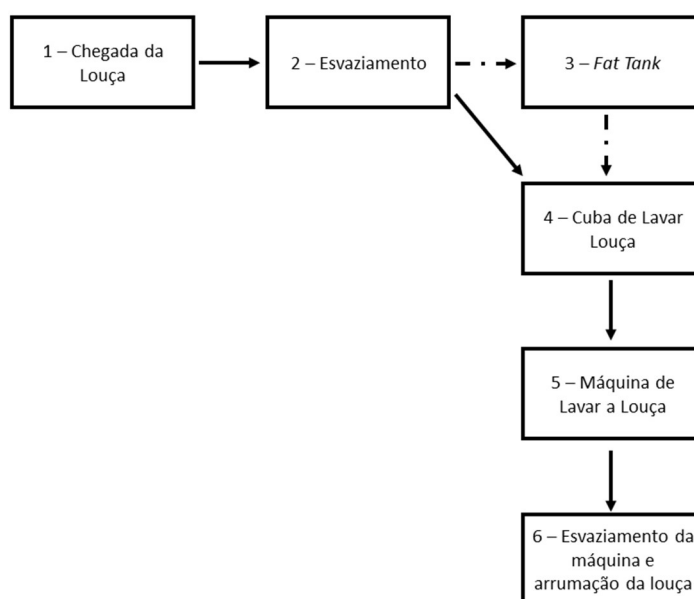 1 – Chegada da
Louça
2 – Esvaziamento
3 – Fat Tank
4 – Cuba de Lavar
Louça
5 – Máquina de
Lavar a Louça
6 – Esvaziamento da
máquina e
arrumação da louça